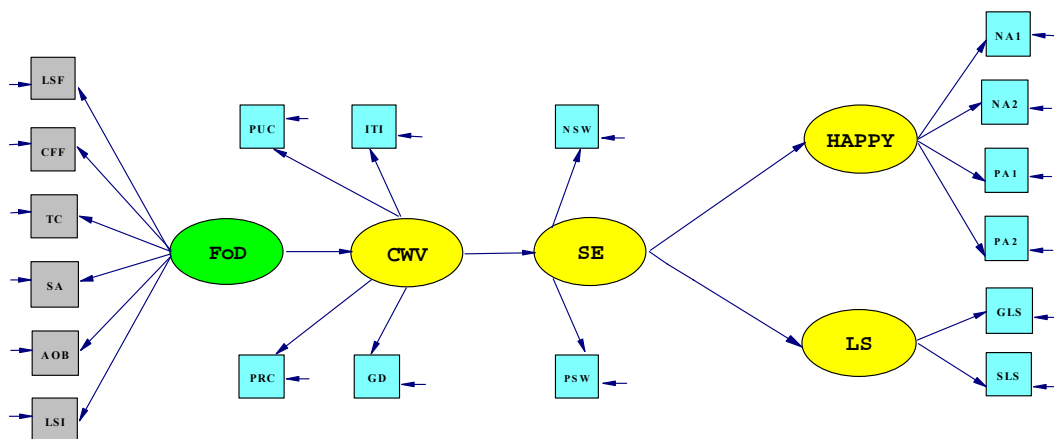 LSF
CFF
TC
SA
AOB
LSI
FoD
PUC
ITI
CWV
PRC
GD
NSW
SE
PSW
HAPPY
LS
NA1
NA2
PA1
PA2
GLS
SLS